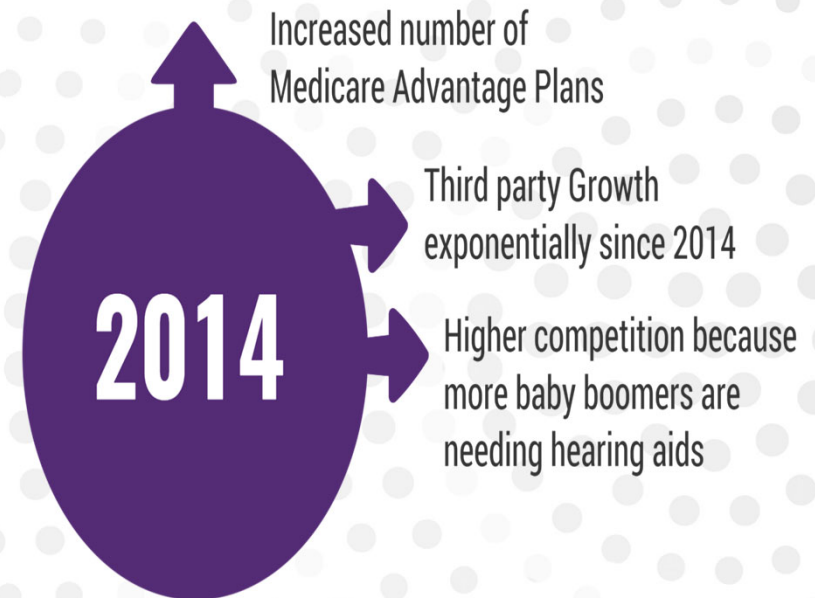 Increased number of
Medicare Advantage Plans
Third party Growth
exponentially since 2014
2014
Higher competition because
more baby boomers are
needing hearing aids